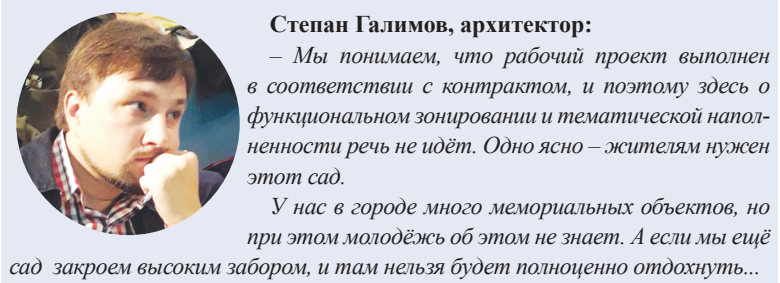 Степан Галимов, архитектор:
– Мы понимаем, что рабочий проект выполнен
в соответствии с контрактом, и поэтому здесь о
функциональном зонировании и тематической напол-
ненности речь не идёт. Одно ясно – жителям нужен
этот сад.
У нас в городе много мемориальных объектов, но
при этом молодёжь об этом не знает. А если мы ещё
сад закроем высоким забором, и там нельзя будет полноценно отдохнуть...